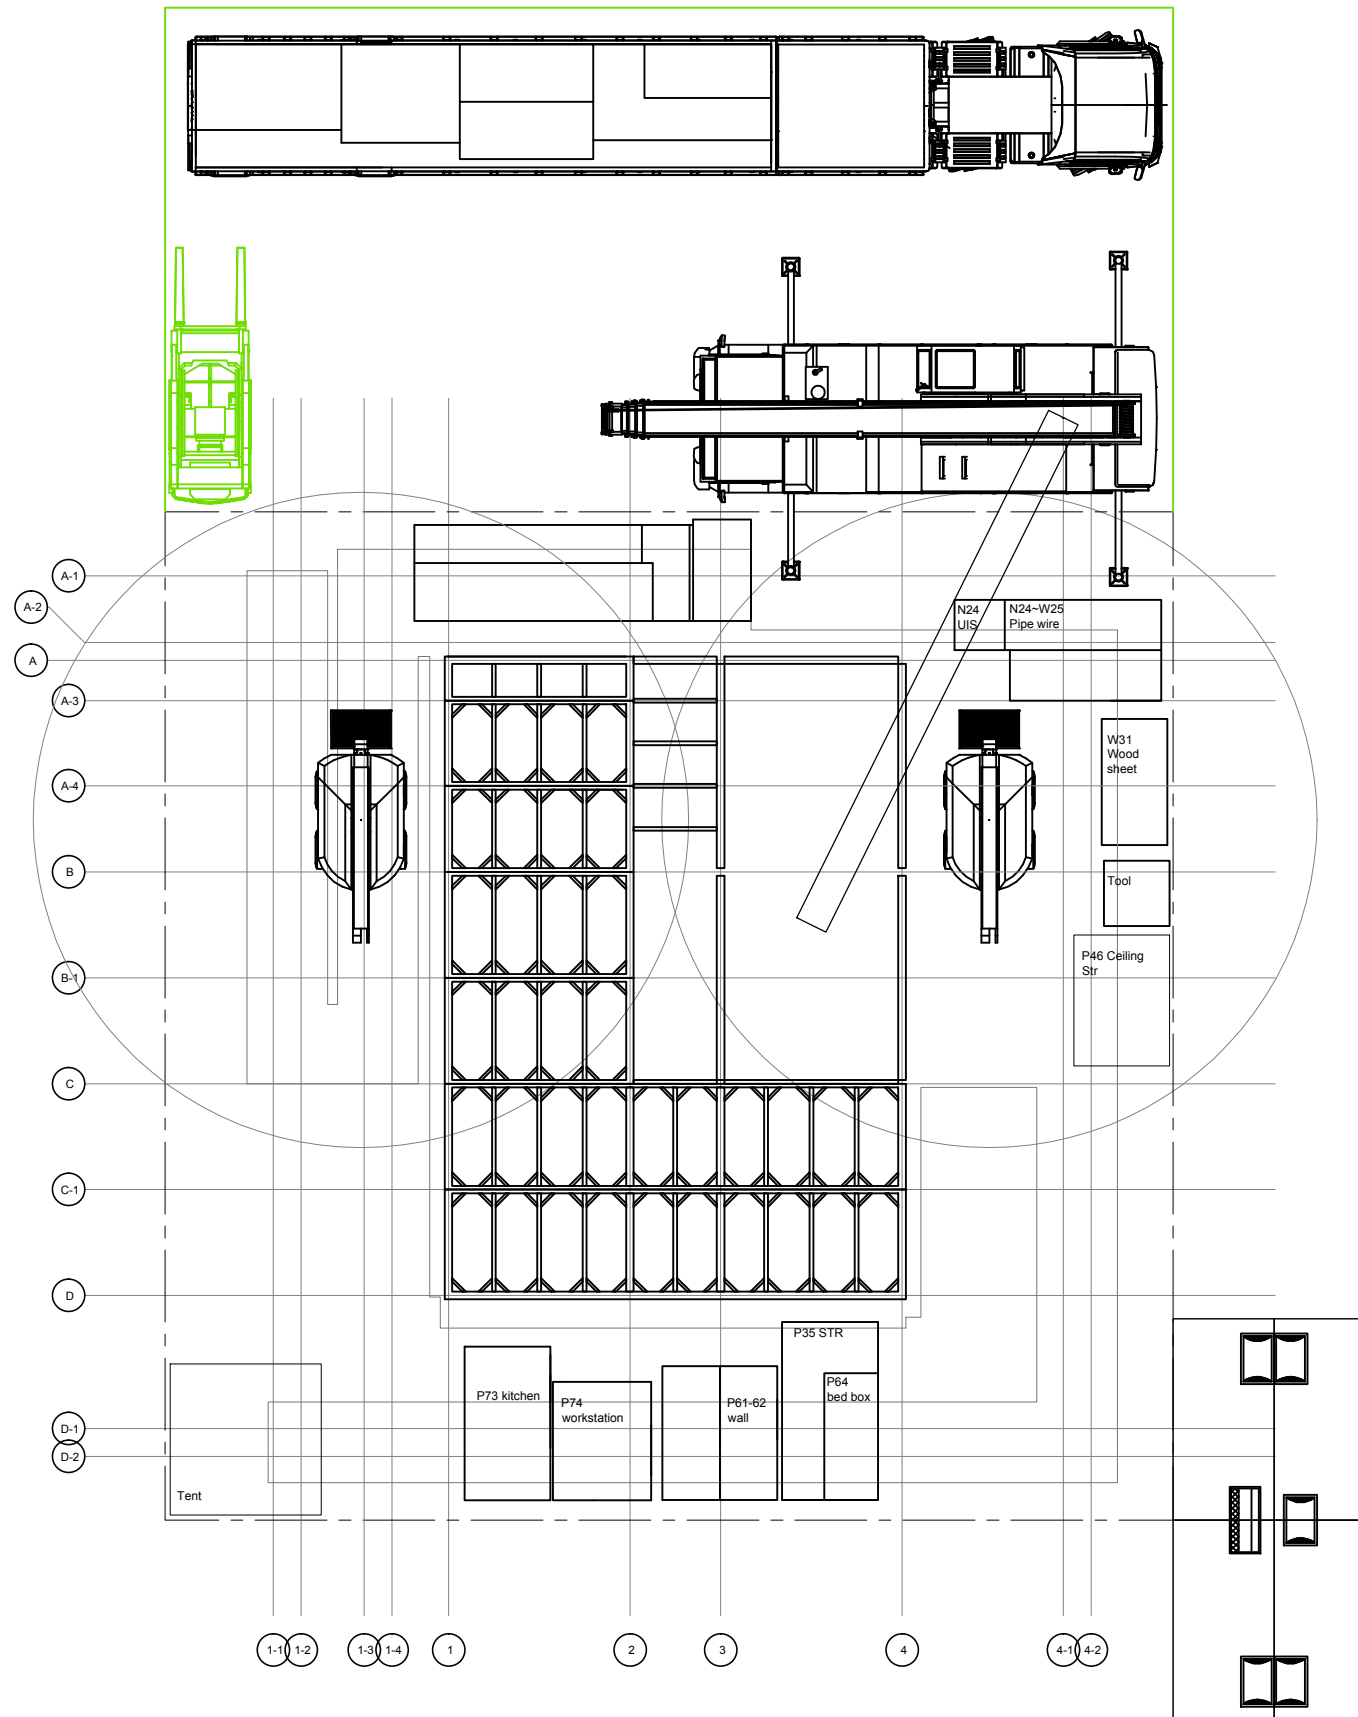 A-1
A-2
N24
UIS
N24~W25
Pipe wire
A
A-3
W31
Wood
sheet
A-4
B
Tool
P46 Ceiling
Str
B-1
C
C-1
D
P35 STR
P73 kitchen
P74
workstation
P61-62
wall
P64
bed box
D-1
D-2
Tent
1-1
1-2
1-3
1-4
1
2
3
4
4-1
4-2